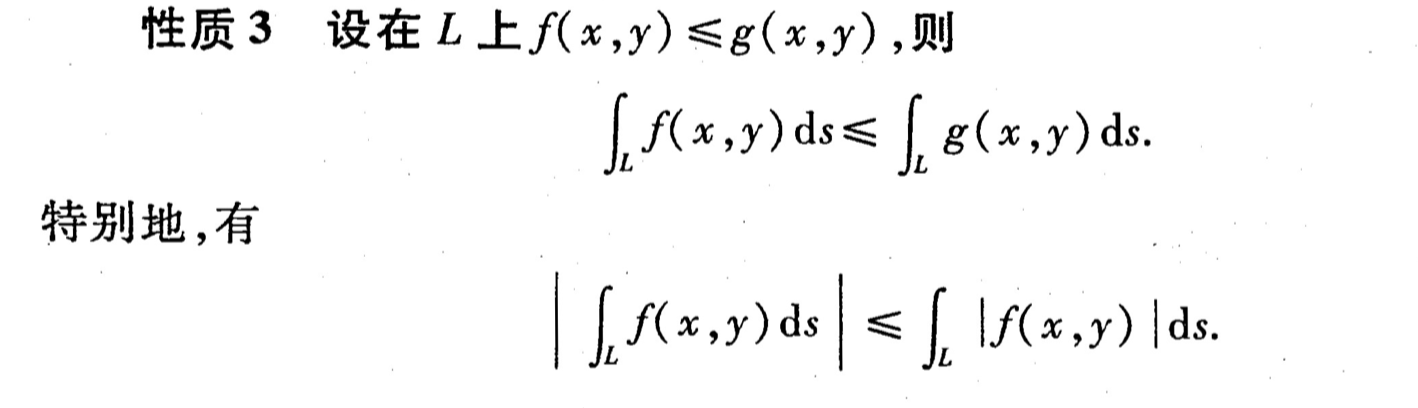 性质 3 设在 L 上 f(x,y)≤g(x,y),则
∫_L f(x,y)ds≤∫_L g(x,y)ds.
特别地,有
|∫_L f(x,y)ds|≤∫_L |f(x,y)|ds.